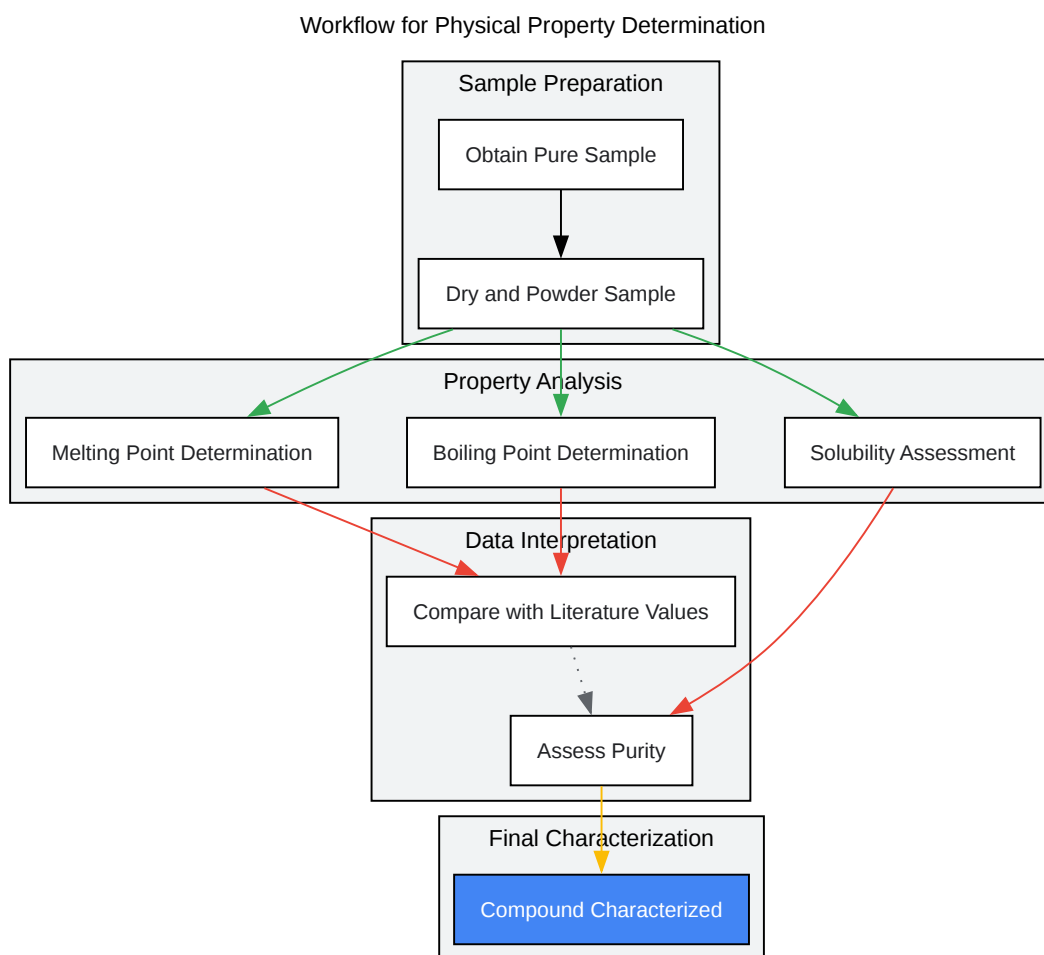 Workflow for Physical Property Determination
Sample Preparation
Obtain Pure Sample
Dry and Powder Sample
Property Analysis
Melting Point Determination
Boiling Point Determination
Solubility Assessment
Data Interpretation
Compare with Literature Values
Assess Purity
Final Characterization
Compound Characterized